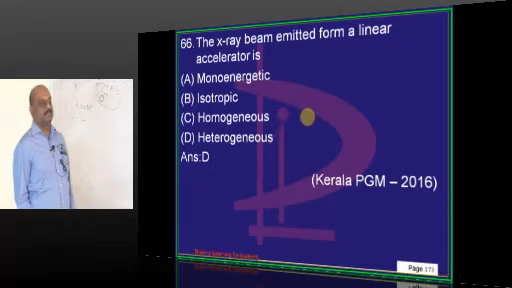 66. The x-ray beam emitted form a linear
accelerator is
(A) Monoenergetic
(B) Isotropic
(C) Homogeneous
(D) Heterogeneous
Ans:D
(Kerala PGM – 2016)
Page 171